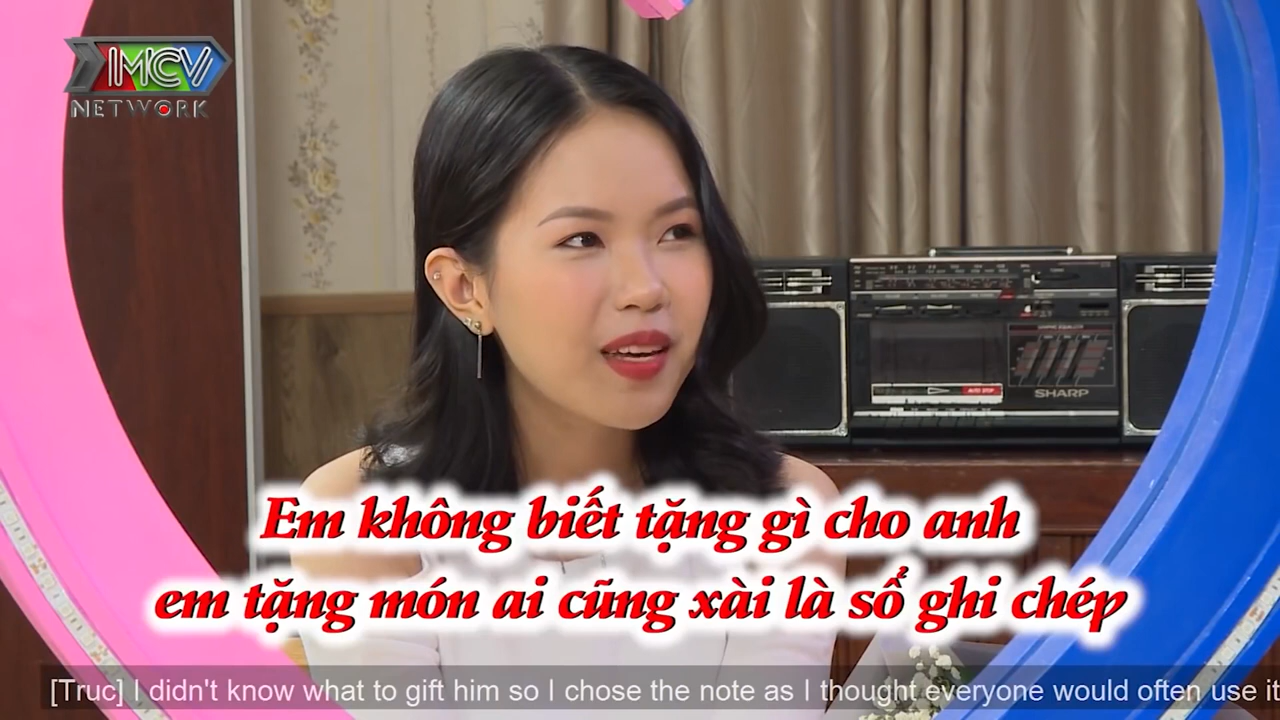 MCV
NETWORK
AUTO STOP
SHARP
Em không biết tặng gì cho anh
em tặng món ai cũng xài là sổ ghi chép
[Truc] I didn't know what to gift him so I chose the note as I thought everyone would often use it